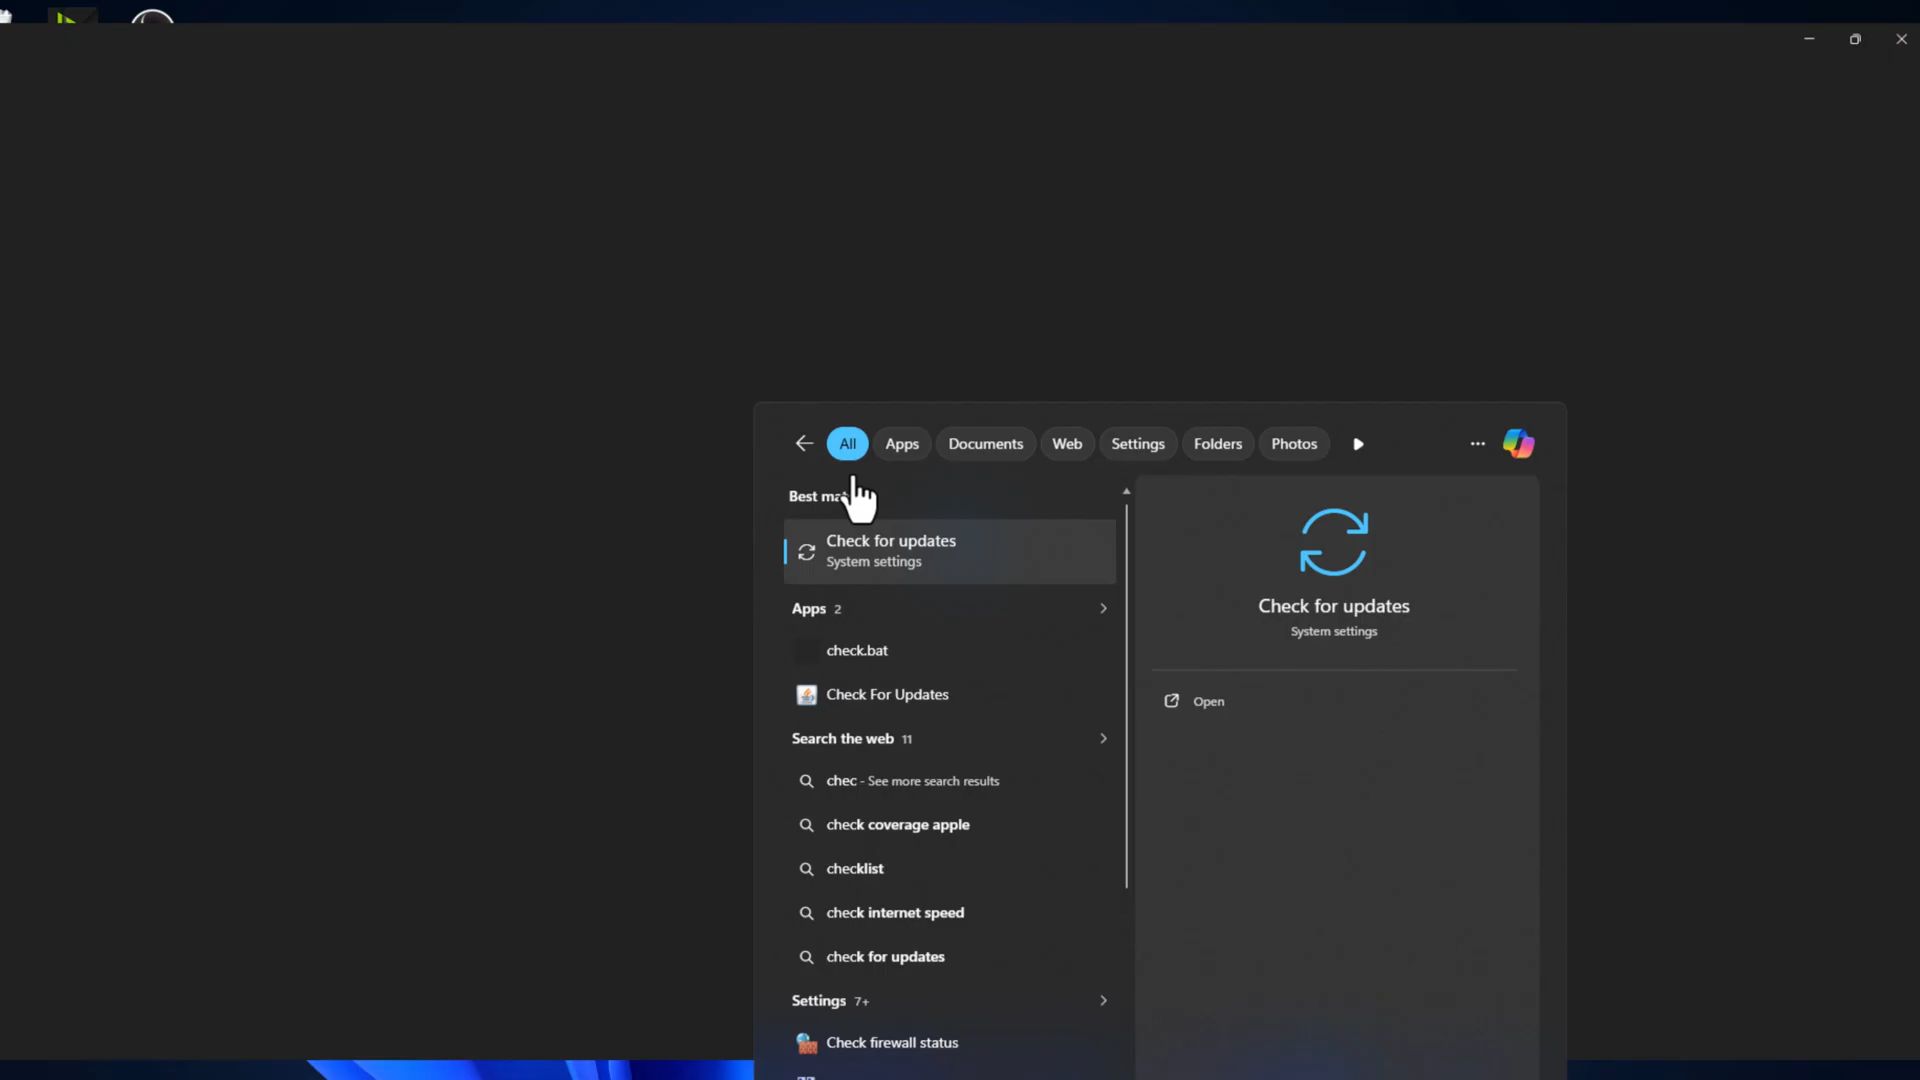 All
Apps
Documents
Web
Settings
Folders
Photos
Best
Check for updates
System settings
Apps 2
check.bat
Check For Updates
Search the web 11
chec - See more search results
check coverage apple
checklist
check internet speed
check for updates
Settings 7+
Check firewall status
Check for updates
System settings
Open